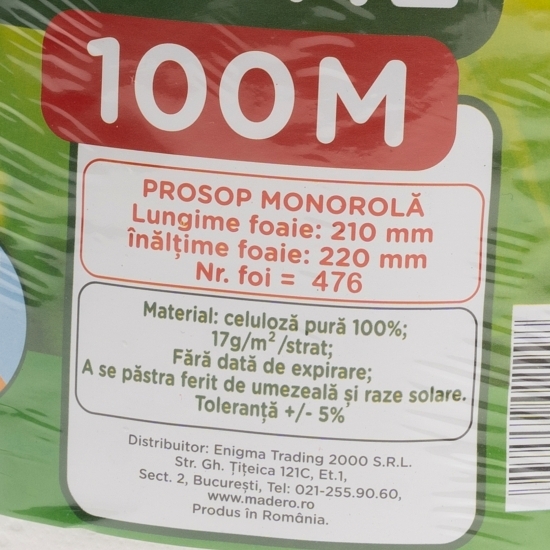 100M
PROSOP MONOROLĂ
Lungime foaie: 210 mm
înălțime foaie: 220 mm
Nr. foi = 476
Material: celuloză pură 100%;
17g/m²/strat;
Fără dată de expirare;
A se păstra ferit de umezeală și raze solare.
Toleranță +/- 5%
Distribuitor: Enigma Trading 2000 S.R.L.
Str. Gh. Țițeica 121C, Et.1,
Sect. 2, București, Tel: 021-255.90.60,
www.madero.ro
Produs în România.